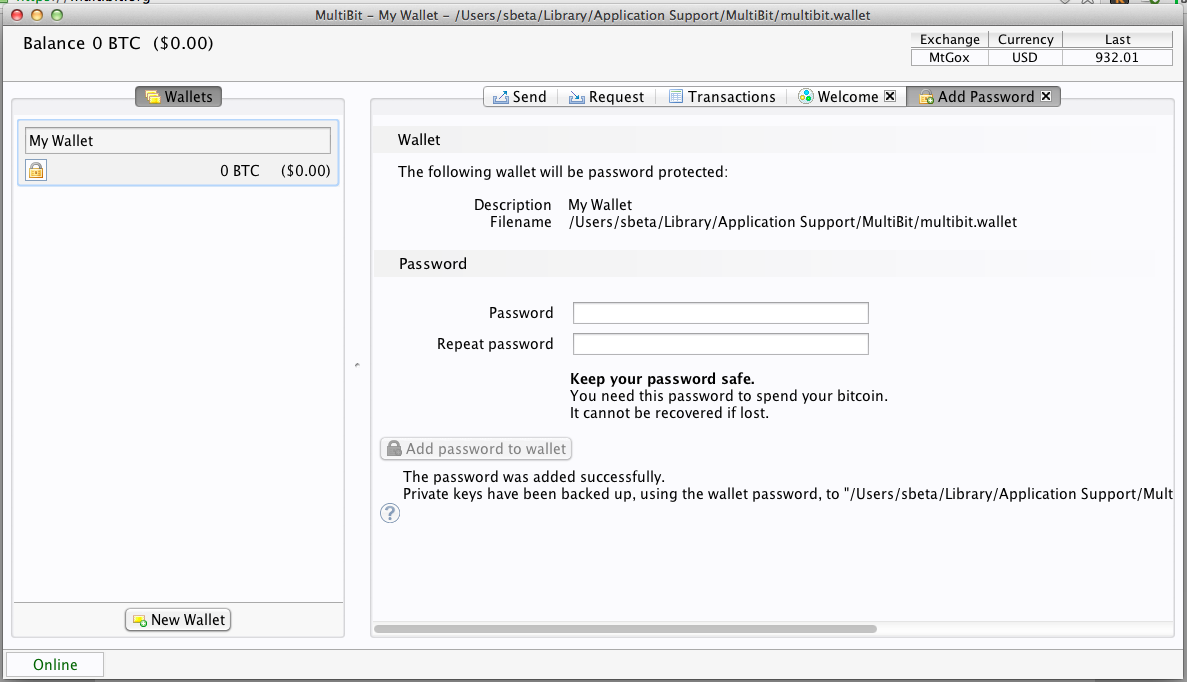 MultiBit – My Wallet – /Users/sbeta/Library/Application Support/MultiBit/multibit.wallet
Balance 0 BTC ($0.00)
Exchange Currency Last
MtGox USD 932.01
Wallets
Send Request Transactions Welcome Add Password
My Wallet
0 BTC ($0.00)
Wallet
The following wallet will be password protected:
Description My Wallet
Filename /Users/sbeta/Library/Application Support/MultiBit/multibit.wallet
Password
Password
Repeat password
Keep your password safe.
You need this password to spend your bitcoin.
It cannot be recovered if lost.
Add password to wallet
The password was added successfully.
Private keys have been backed up, using the wallet password, to "/Users/sbeta/Library/Application Support/Mult
?
New Wallet
Online